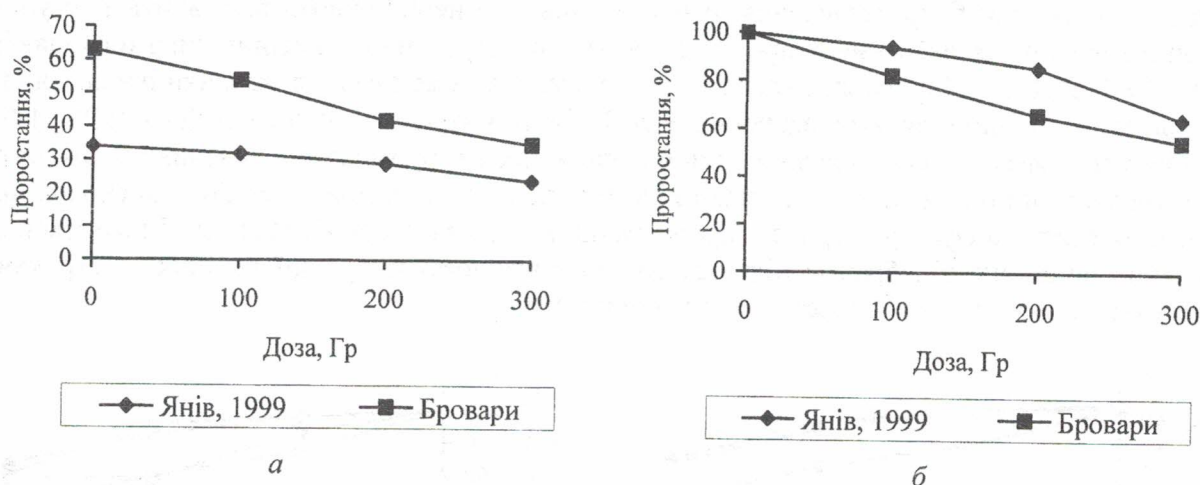 Проростання, %
70
60
50
40
30
20
10
0
0 100 200 300
Доза, Гр
Янів, 1999 Бровари
а
Проростання, %
100
80
60
40
20
0
0 100 200 300
Доза, Гр
Янів, 1999 Бровари
б